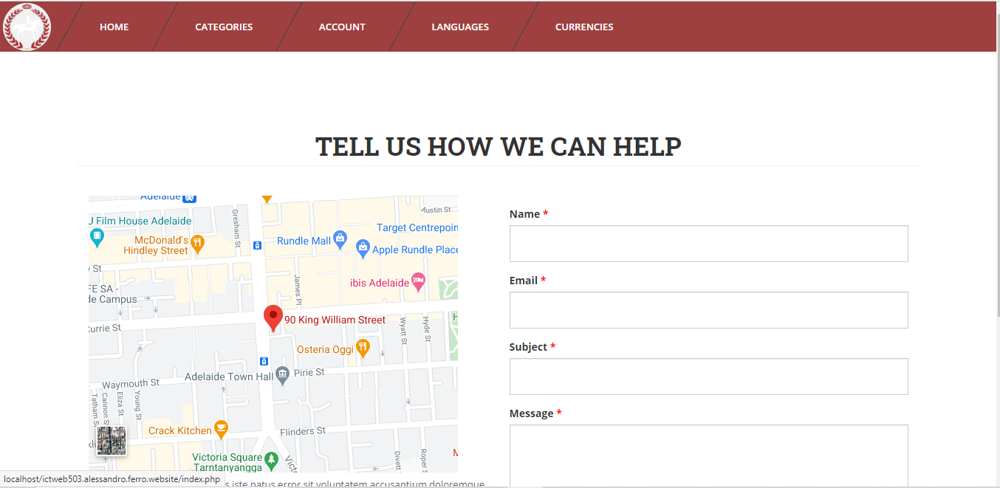 HOME
CATEGORIES
ACCOUNT
LANGUAGES
CURRENCIES
TELL US HOW WE CAN HELP
Adelaide
Austin St
J Film House Adelaide
Gresham St
Target Centrepoin
McDonald's
Hindley Street
Rundle Mall
Apple Rundle Place
St
James Pl
ibis Adelaide
FE SA -
de Campus
90 King William Street
Currie St
Wyatt St
Hyde St
H
Osteria Oggi
Adelaide Town Hall
Pirie St
Waymouth St
Tatham S
Cannon S
Eliza St
Young St
Crack Kitchen
Flinders St
Victoria Square
Tarntanyangga
Victo
Divett
Roper S
M
Name *
Email *
Subject *
Message *
localhost/ictweb503.alessandro.ferro.website/index.php
s iste natus error sit voluptatem accusantium doloremque